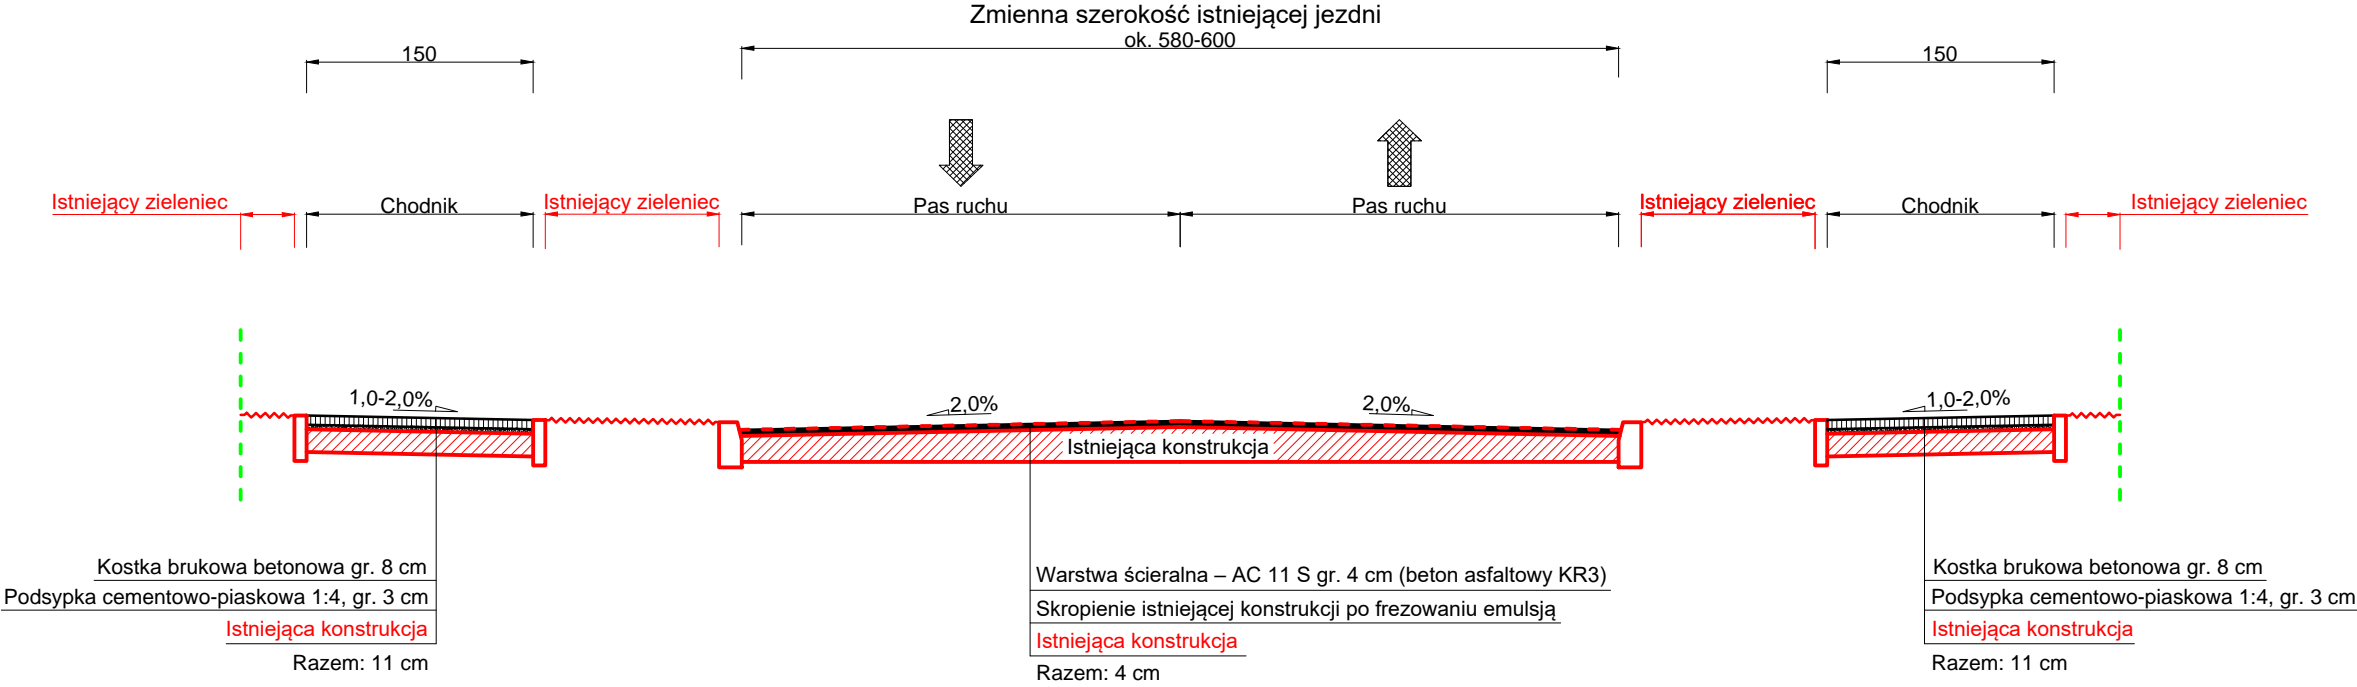 Zmienna szerokość istniejącej jezdni
ok. 580-600
150
150
Istniejący zieleniec
Chodnik
Istniejący zieleniec
Pas ruchu
Pas ruchu
Istniejący zieleniec
Chodnik
Istniejący zieleniec
1,0-2,0%
2,0%
2,0%
1,0-2,0%
Istniejąca konstrukcja
Kostka brukowa betonowa gr. 8 cm
Podsypka cementowo-piaskowa 1:4, gr. 3 cm
Istniejąca konstrukcja
Razem: 11 cm
Warstwa ścieralna – AC 11 S gr. 4 cm (beton asfaltowy KR3)
Skropienie istniejącej konstrukcji po frezowaniu emulsją
Istniejąca konstrukcja
Razem: 4 cm
Kostka brukowa betonowa gr. 8 cm
Podsypka cementowo-piaskowa 1:4, gr. 3 cm
Istniejąca konstrukcja
Razem: 11 cm